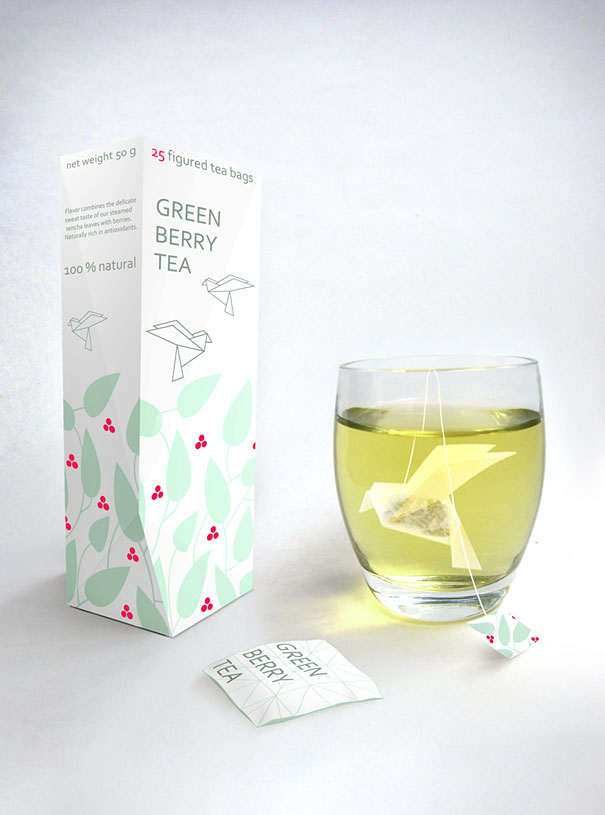 net weight 50 g
Flavor combines the delicate
sweat taste of our steamed
sencha leaves with berries.
Naturally rich in antioxidants.
100 % natural
25 figured tea bags
GREEN
BERRY
TEA
GREEN
BERRY
TEA